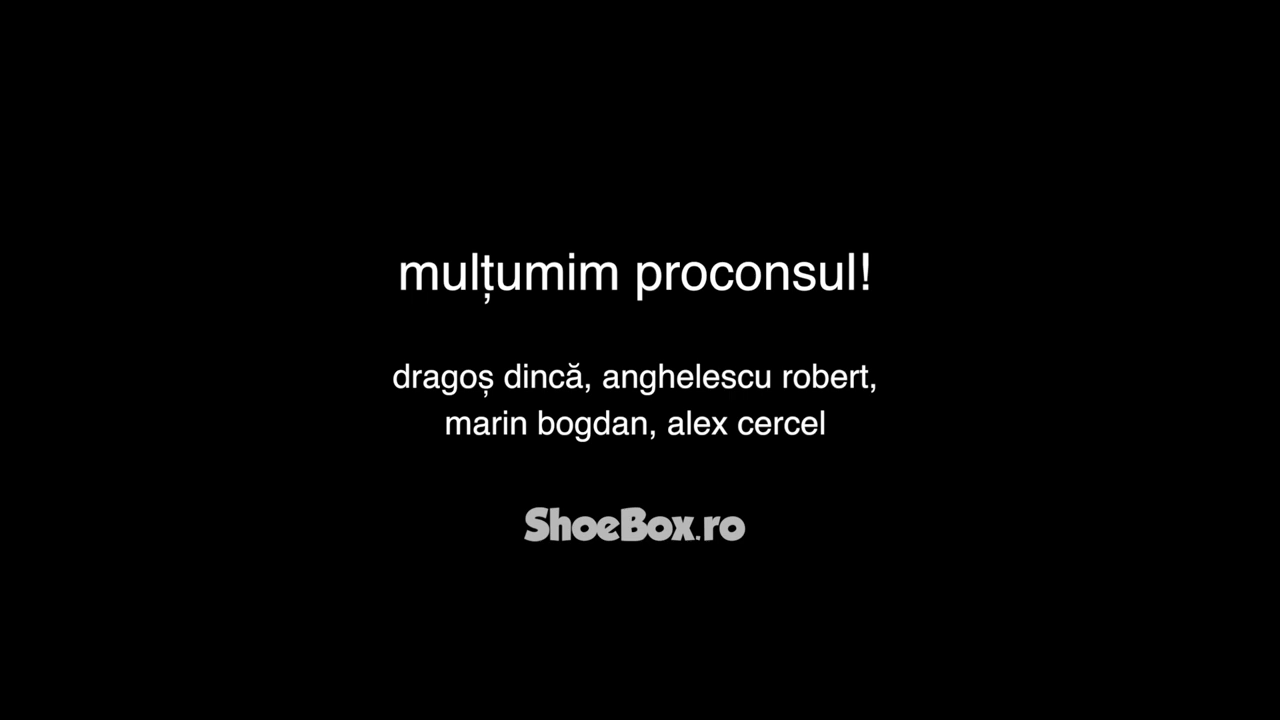 mulțumim proconsul!
dragoș dincă, anghelescu robert,
marin bogdan, alex cercel
ShoeBox.ro